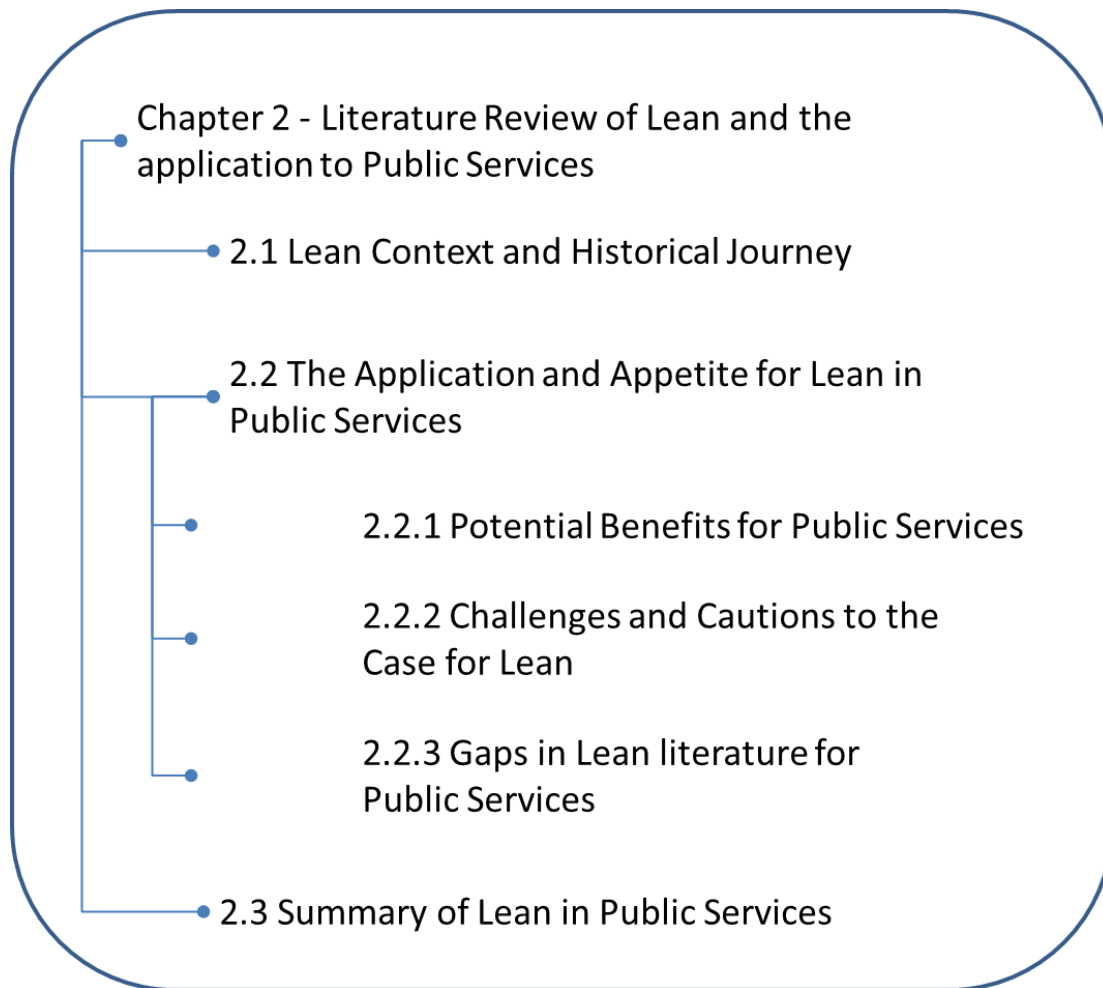 Chapter 2 - Literature Review of Lean and the
application to Public Services
2.1 Lean Context and Historical Journey
2.2 The Application and Appetite for Lean in
Public Services
2.2.1 Potential Benefits for Public Services
2.2.2 Challenges and Cautions to the
Case for Lean
2.2.3 Gaps in Lean literature for
Public Services
2.3 Summary of Lean in Public Services